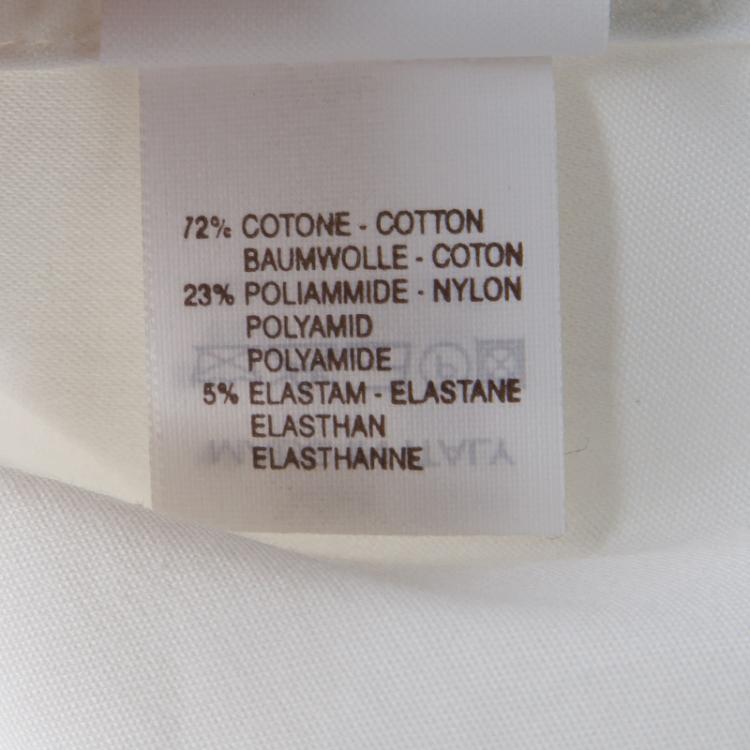 72% COTONE - COTTON
BAUMWOLLE - COTON
23% POLIAMMIDE - NYLON
POLYAMID
POLYAMIDE
5% ELASTAM - ELASTANE
ELASTHAN
ELASTHANNE